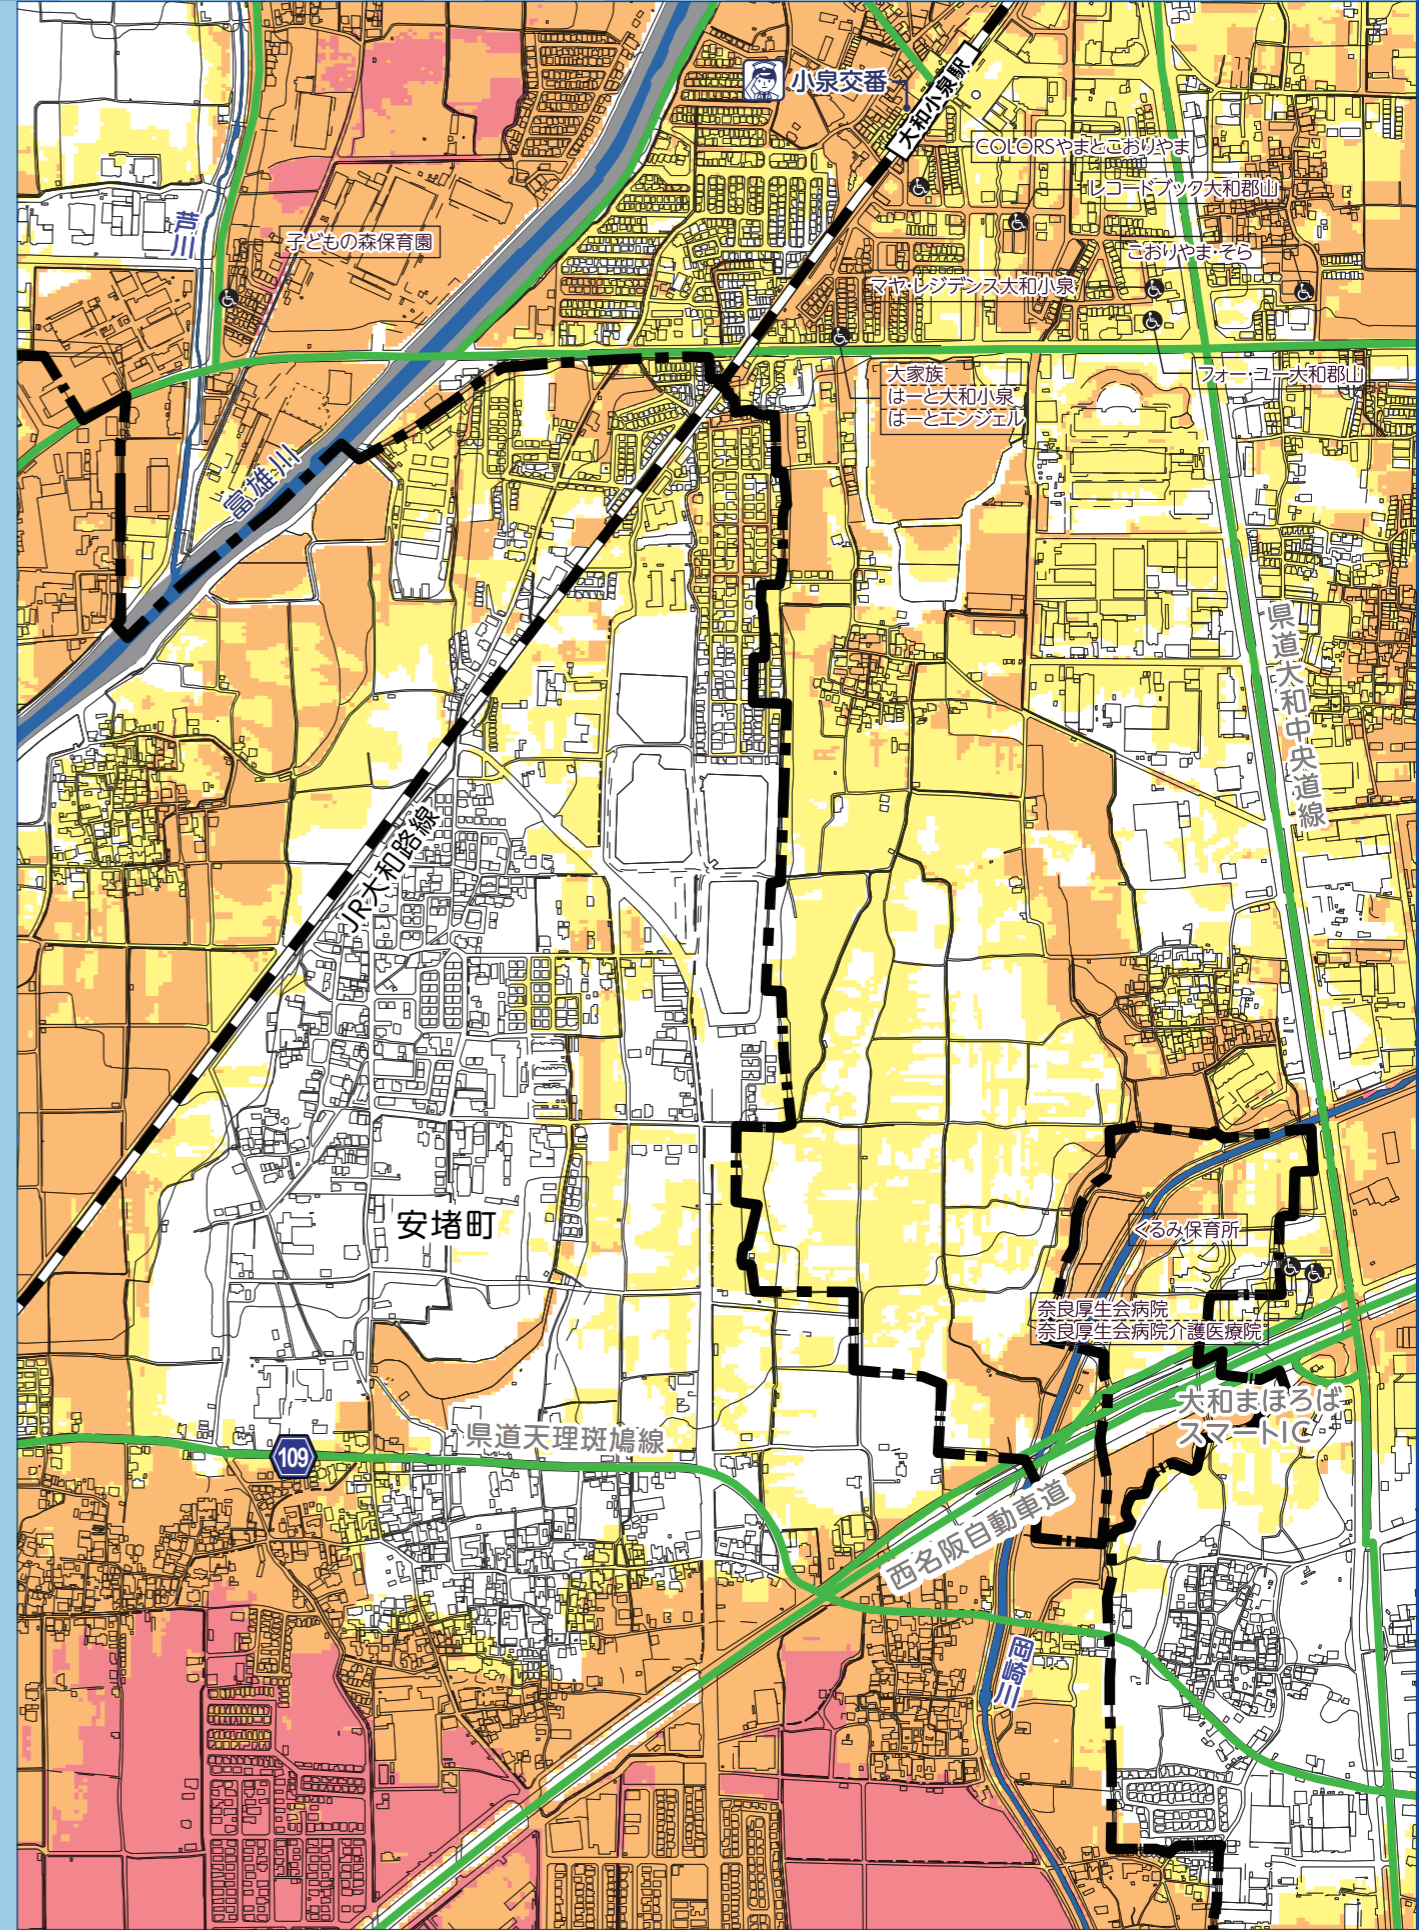 小泉交番
大和小泉駅
COLORSやまとこおりやま
レコードブック大和郡山
芦川
子どもの森保育園
こおりやま・そら
マヤ・レジデンス大和小泉
大家族
はーと大和小泉
はーとエンジェル
フォー・ユー大和郡山
富雄川
県道大和中央道線
JR大和路線
安堵町
くるみ保育所
奈良厚生会病院
奈良厚生会病院介護医療院
大和まほろば
スマートIC
県道天理斑鳩線
109
西名阪自動車道
岡崎川